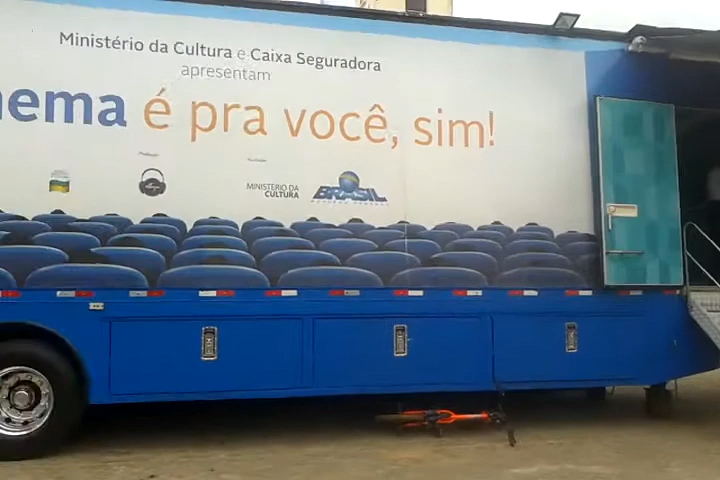 Ministério da Cultura e Caixa Seguradora
apresentam
nema é pra você, sim!
MINISTÉRIO DA
CULTURA
BRASIL